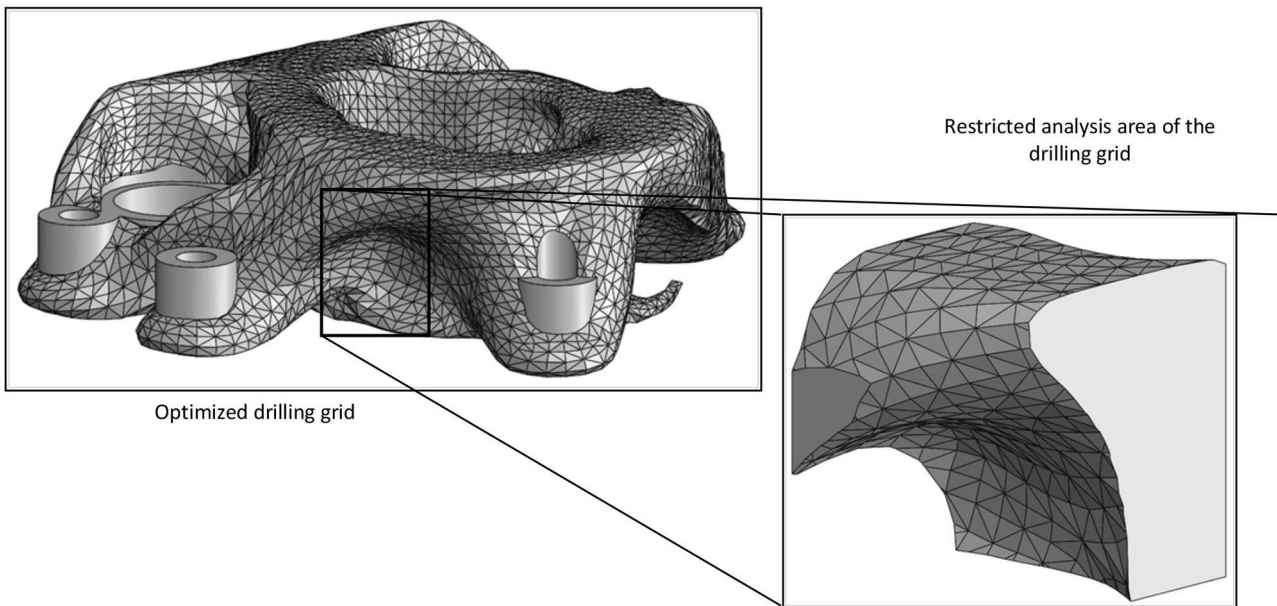 Restricted analysis area of the
drilling grid
Optimized drilling grid